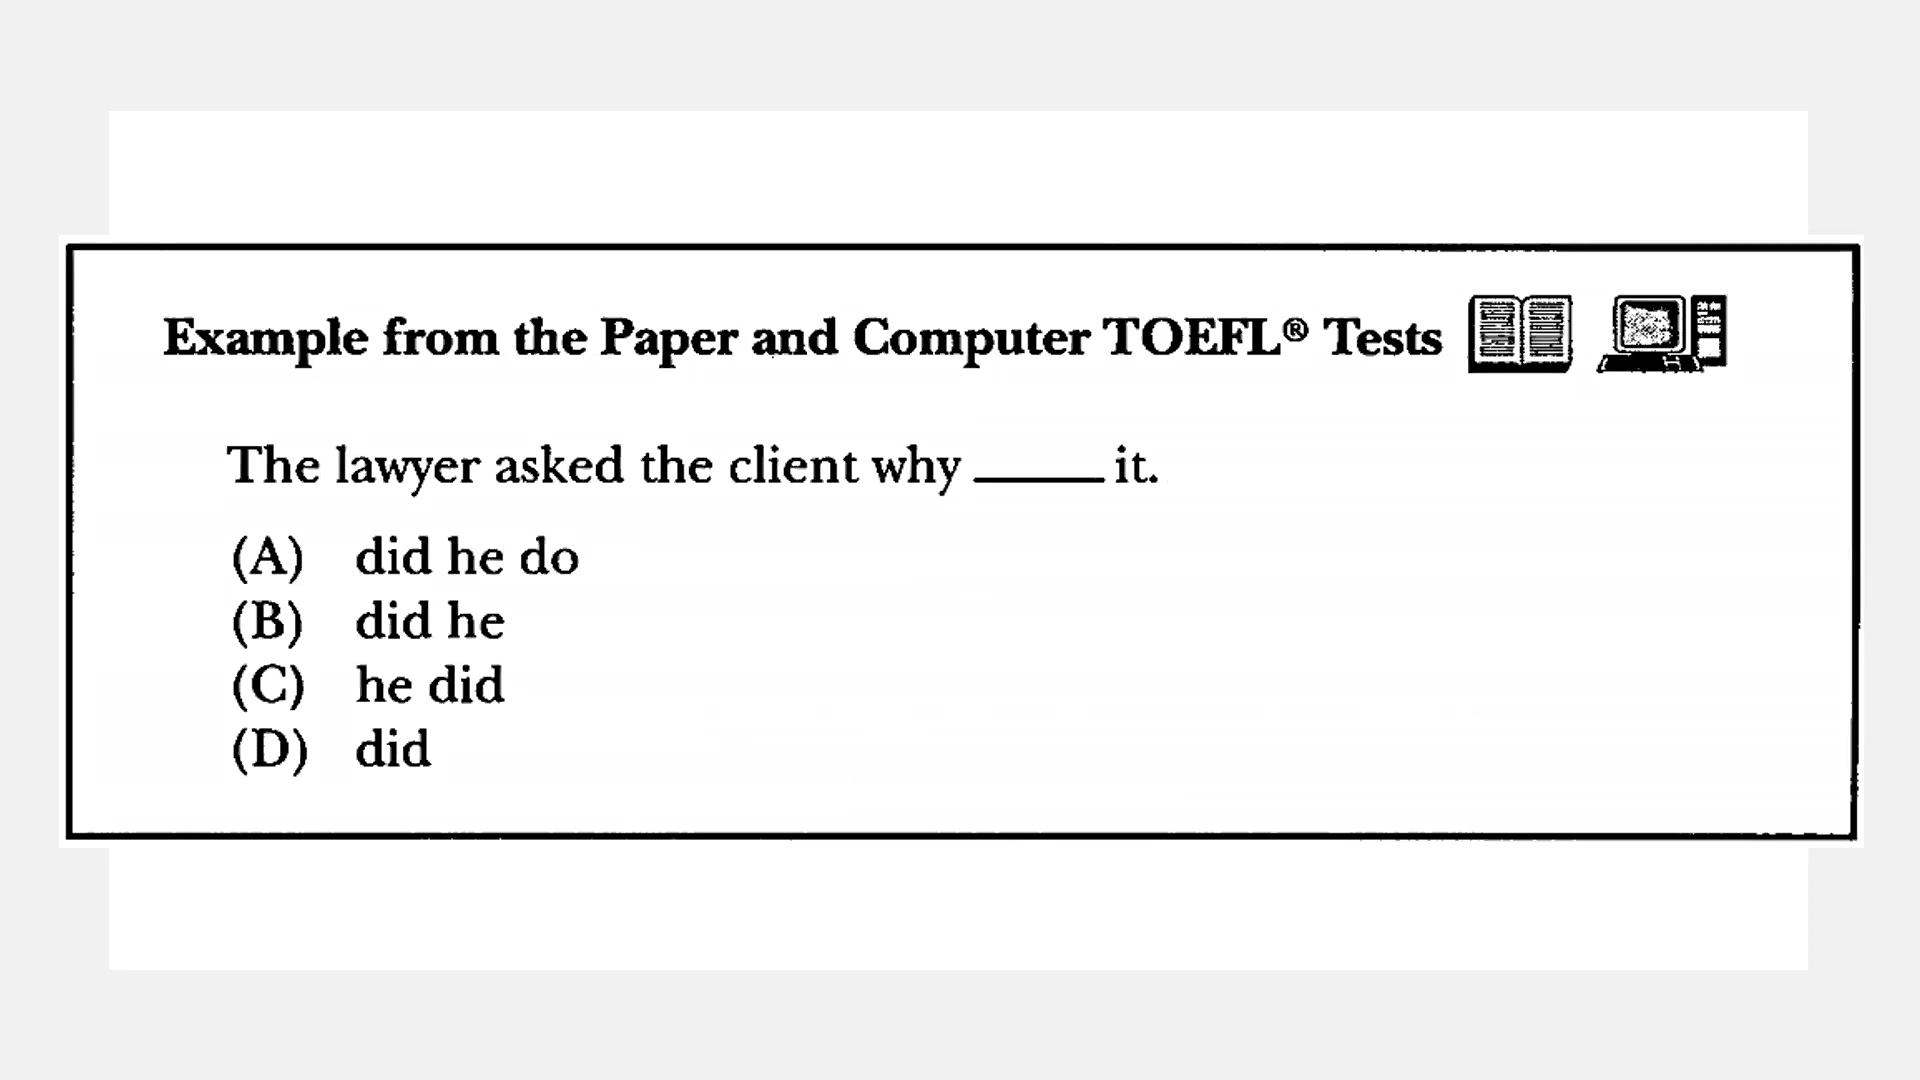 Example from the Paper and Computer TOEFL® Tests
The lawyer asked the client why _____ it.
(A) did he do
(B) did he
(C) he did
(D) did